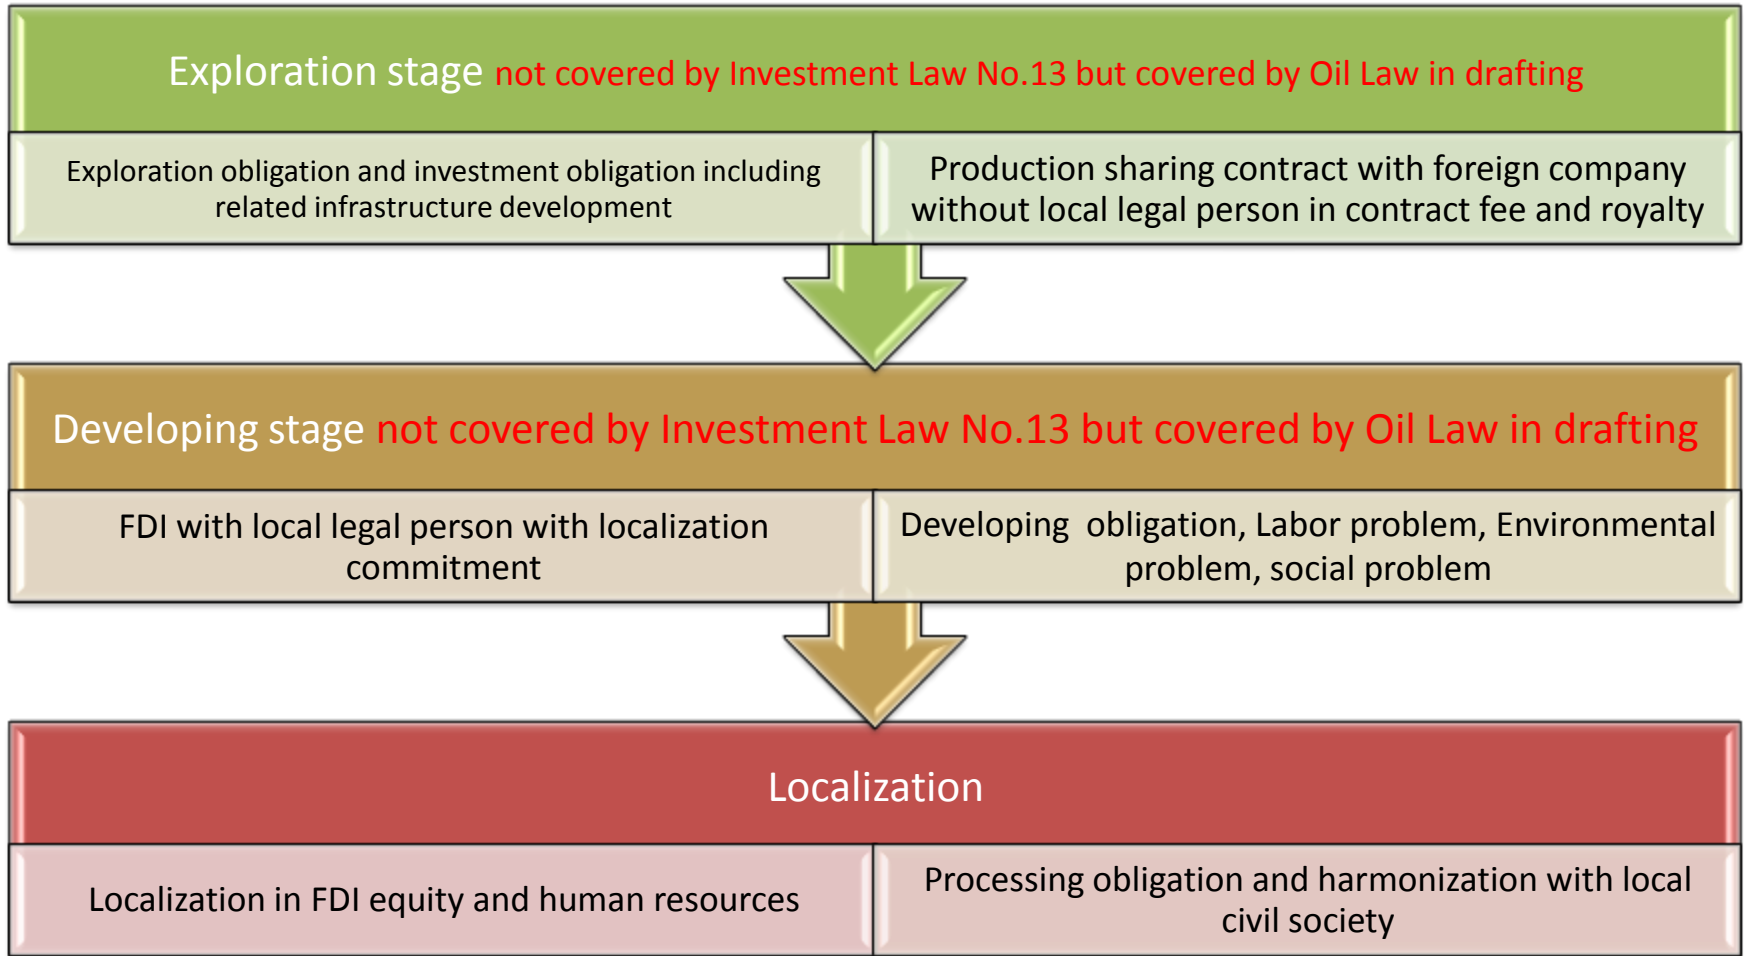 Exploration stage not covered by Investment Law No.13 but covered by Oil Law in drafting
Exploration obligation and investment obligation including
related infrastructure development
Production sharing contract with foreign company
without local legal person in contract fee and royalty
Developing stage not covered by Investment Law No.13 but covered by Oil Law in drafting
FDI with local legal person with localization
commitment
Developing obligation, Labor problem, Environmental
problem, social problem
Localization
Localization in FDI equity and human resources
Processing obligation and harmonization with local
civil society